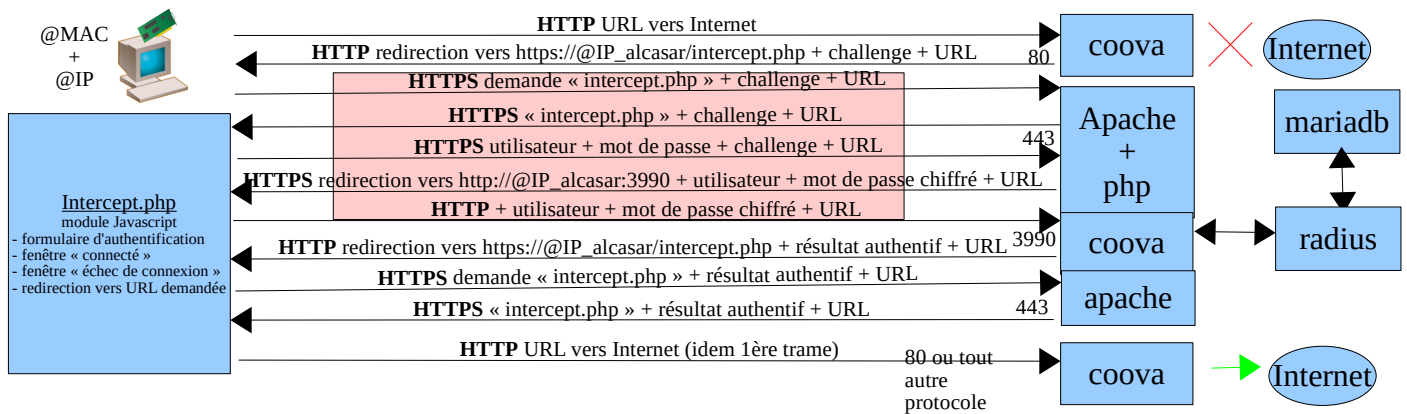 @MAC
+
@IP
HTTP URL vers Internet
HTTP redirection vers https://@IP_alcasar/intercept.php + challenge + URL
80
coova
Internet
HTTPS demande « intercept.php » + challenge + URL
HTTPS « intercept.php » + challenge + URL
443
HTTPS utilisateur + mot de passe + challenge + URL
HTTPS redirection vers http://@IP_alcasar:3990 + utilisateur + mot de passe chiffré + URL
Apache
+
php
mariadb
Intercept.php
module Javascript
- formulaire d'authentification
- fenêtre « connecté »
- fenêtre « échec de connexion »
- redirection vers URL demandée
HTTP + utilisateur + mot de passe chiffré + URL
HTTP redirection vers https://@IP_alcasar/intercept.php + résultat authentif + URL
3990
coova
radius
HTTPS demande « intercept.php » + résultat authentif + URL
HTTPS « intercept.php » + résultat authentif + URL
443
apache
HTTP URL vers Internet (idem 1ère trame)
80 ou tout
autre
protocole
coova
Internet